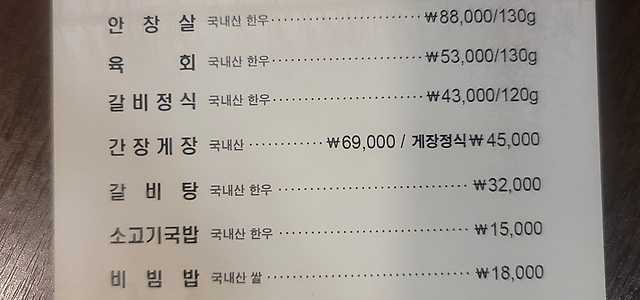 안 창 살 국내산 한우 ························ ₩88,000/130g
육 회 국내산 한우 ························ ₩53,000/130g
갈비정식 국내산 한우 ························ ₩43,000/120g
간장게장 국내산 ············ ₩69,000 / 게장정식₩ 45,000
갈 비 탕 국내산 한우 ······························ ₩32,000
소고기국밥 국내산 한우 ······························ ₩15,000
비 빔 밥 국내산 쌀 ································ ₩18,000